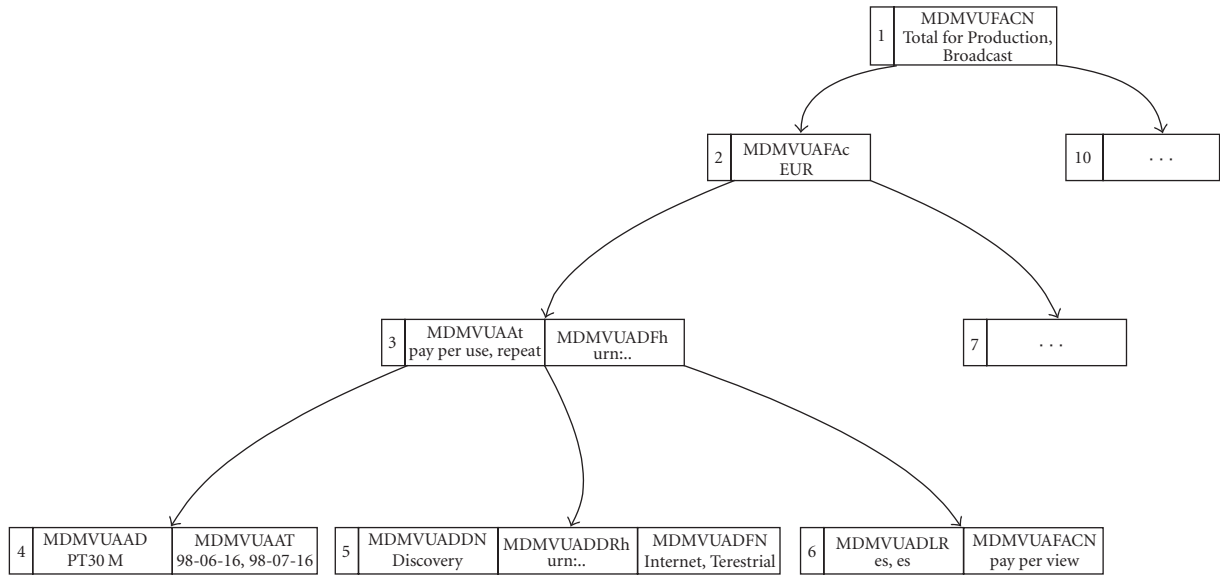 1
MDMVUFACN
Total for Production,
Broadcast
2
MDMVUAFAc
EUR
10
. . .
3
MDMVUAAt
pay per use, repeat
MDMVUADFh
urn:..
7
. . .
4
MDMVUAAD
PT30 M
MDMVUAAT
98-06-16, 98-07-16
5
MDMVUADDN
Discovery
MDMVUADDRh
urn:..
MDMVUADFN
Internet, Terestrial
6
MDMVUADLR
es, es
MDMVUAFACN
pay per view